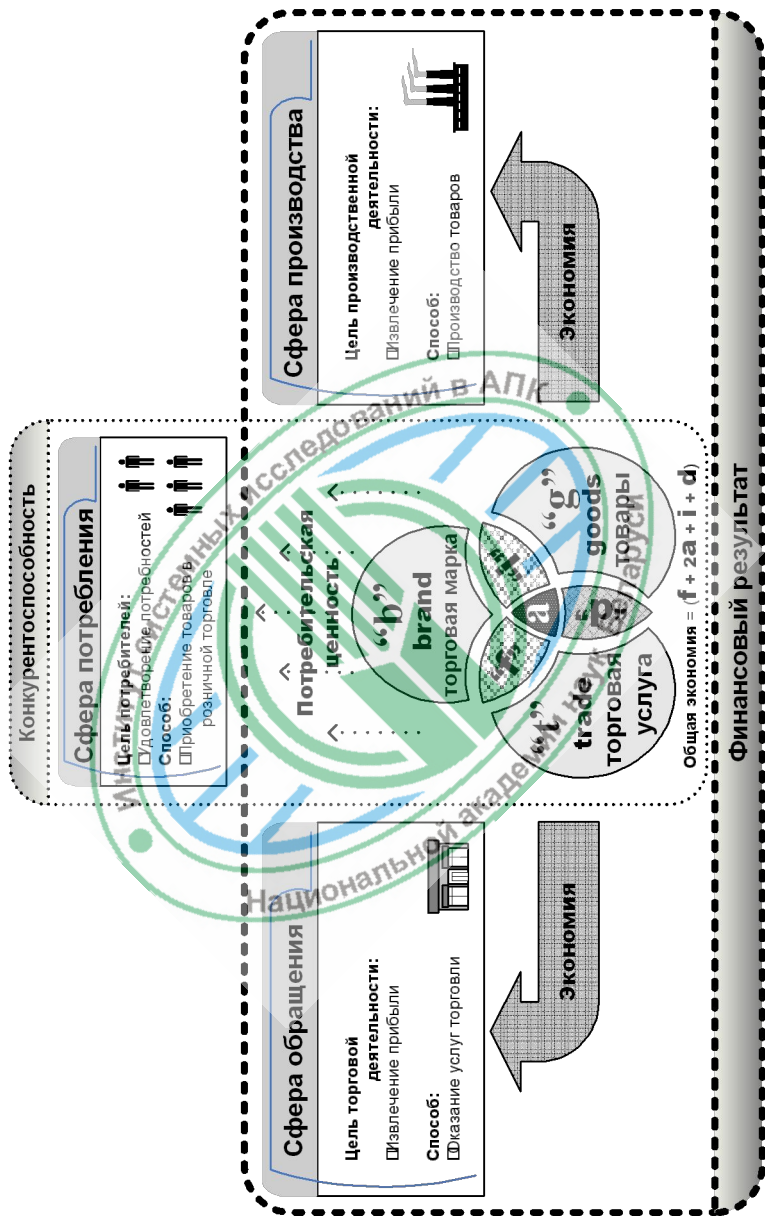 Конкурентоспособность
Сфера потребления
Цель потребителей:
Удовлетворение потребностей
Способ:
Приобретение товаров в
розничной торговле
Сфера обращения
Цель торговой
деятельности:
Извлечение прибыли
Способ:
Оказание услуг торговли
Экономия
Потребительская
ценность
“b”
brand
торговая марка
“f”
a
“t”
trade
торговая
услуга
“g”
goods
товары
Общая экономия = (f + 2a + i + d)
Сфера производства
Цель производственной
деятельности:
Извлечение прибыли
Способ:
Производство товаров
Экономия
Финансовый результат
системных исследований в АПК
Национальной академии наук